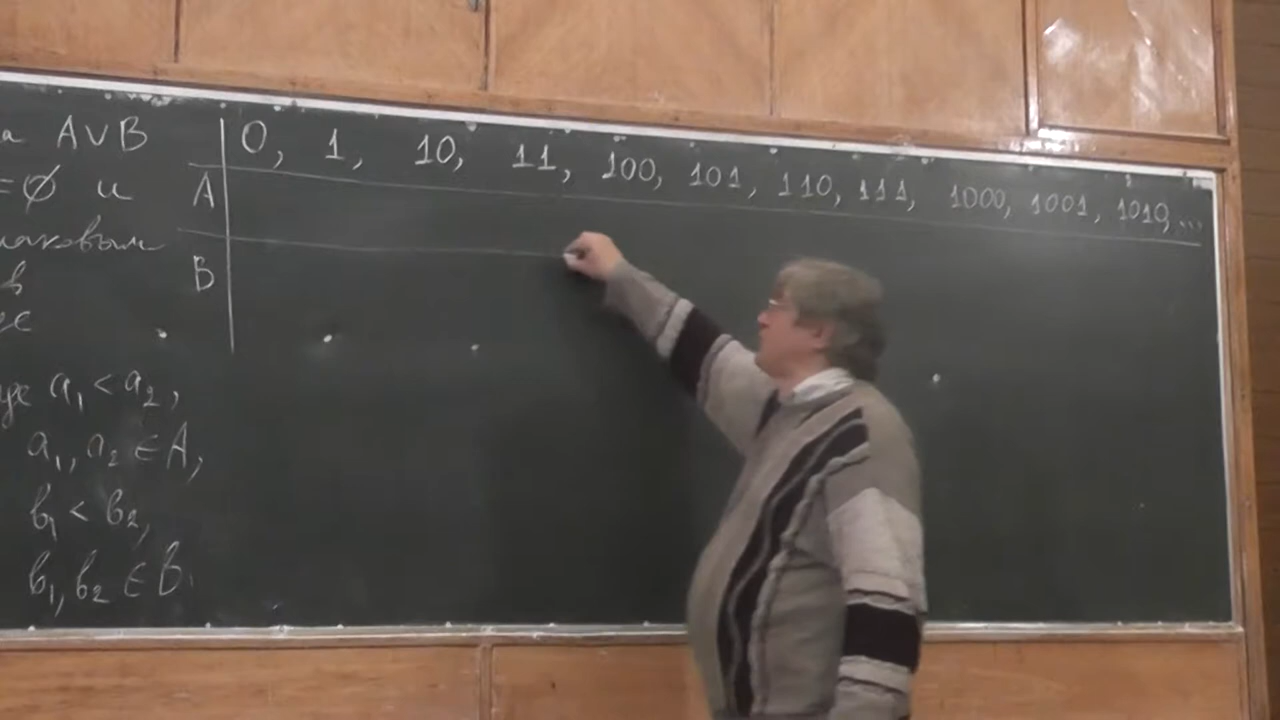 а A∪B
=∅ и
в
где a₁ < a₂,
a₁, a₂ ∈ A,
b₁ < b₂,
b₁, b₂ ∈ B.
0, 1, 10, 11, 100, 101, 110, 111, 1000, 1001, 1010, ...
A
B